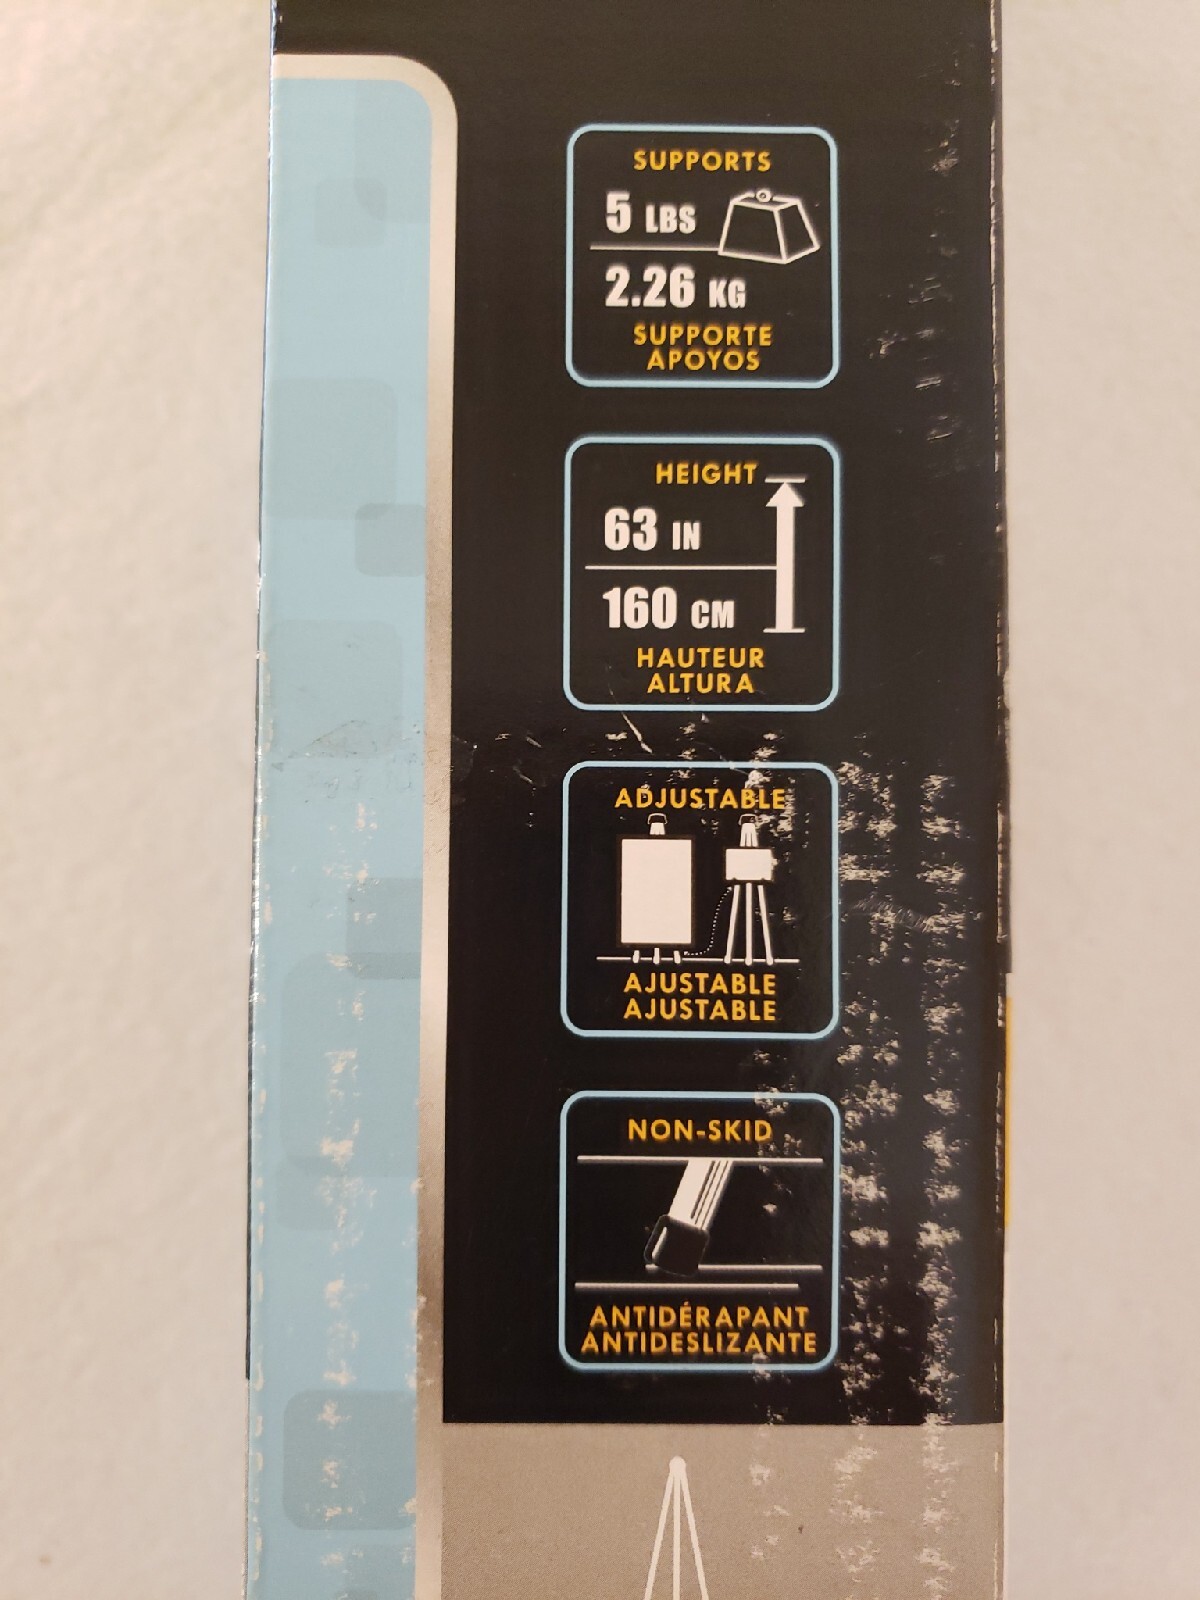 SUPPORTS
5 LBS
2.26 KG
SUPPORTE
APOYOS
HEIGHT
63 IN
160 CM
HAUTEUR
ALTURA
ADJUSTABLE
AJUSTABLE
AJUSTABLE
NON-SKID
ANTIDÉRAPANT
ANTIDESLIZANTE